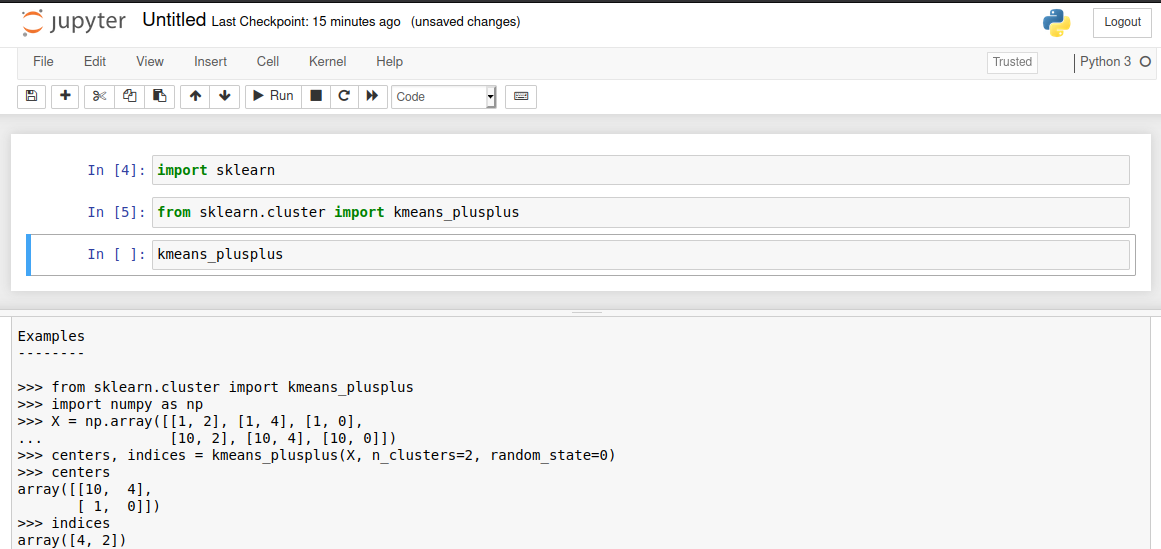 jupyter Untitled Last Checkpoint: 15 minutes ago (unsaved changes) Logout
File Edit View Insert Cell Kernel Help Trusted Python 3
Run Code
In [4]: import sklearn
In [5]: from sklearn.cluster import kmeans_plusplus
In [ ]: kmeans_plusplus
Examples
--------
>>> from sklearn.cluster import kmeans_plusplus
>>> import numpy as np
>>> X = np.array([[1, 2], [1, 4], [1, 0],
...               [10, 2], [10, 4], [10, 0]])
>>> centers, indices = kmeans_plusplus(X, n_clusters=2, random_state=0)
>>> centers
array([[10,  4],
       [ 1,  0]])
>>> indices
array([4, 2])